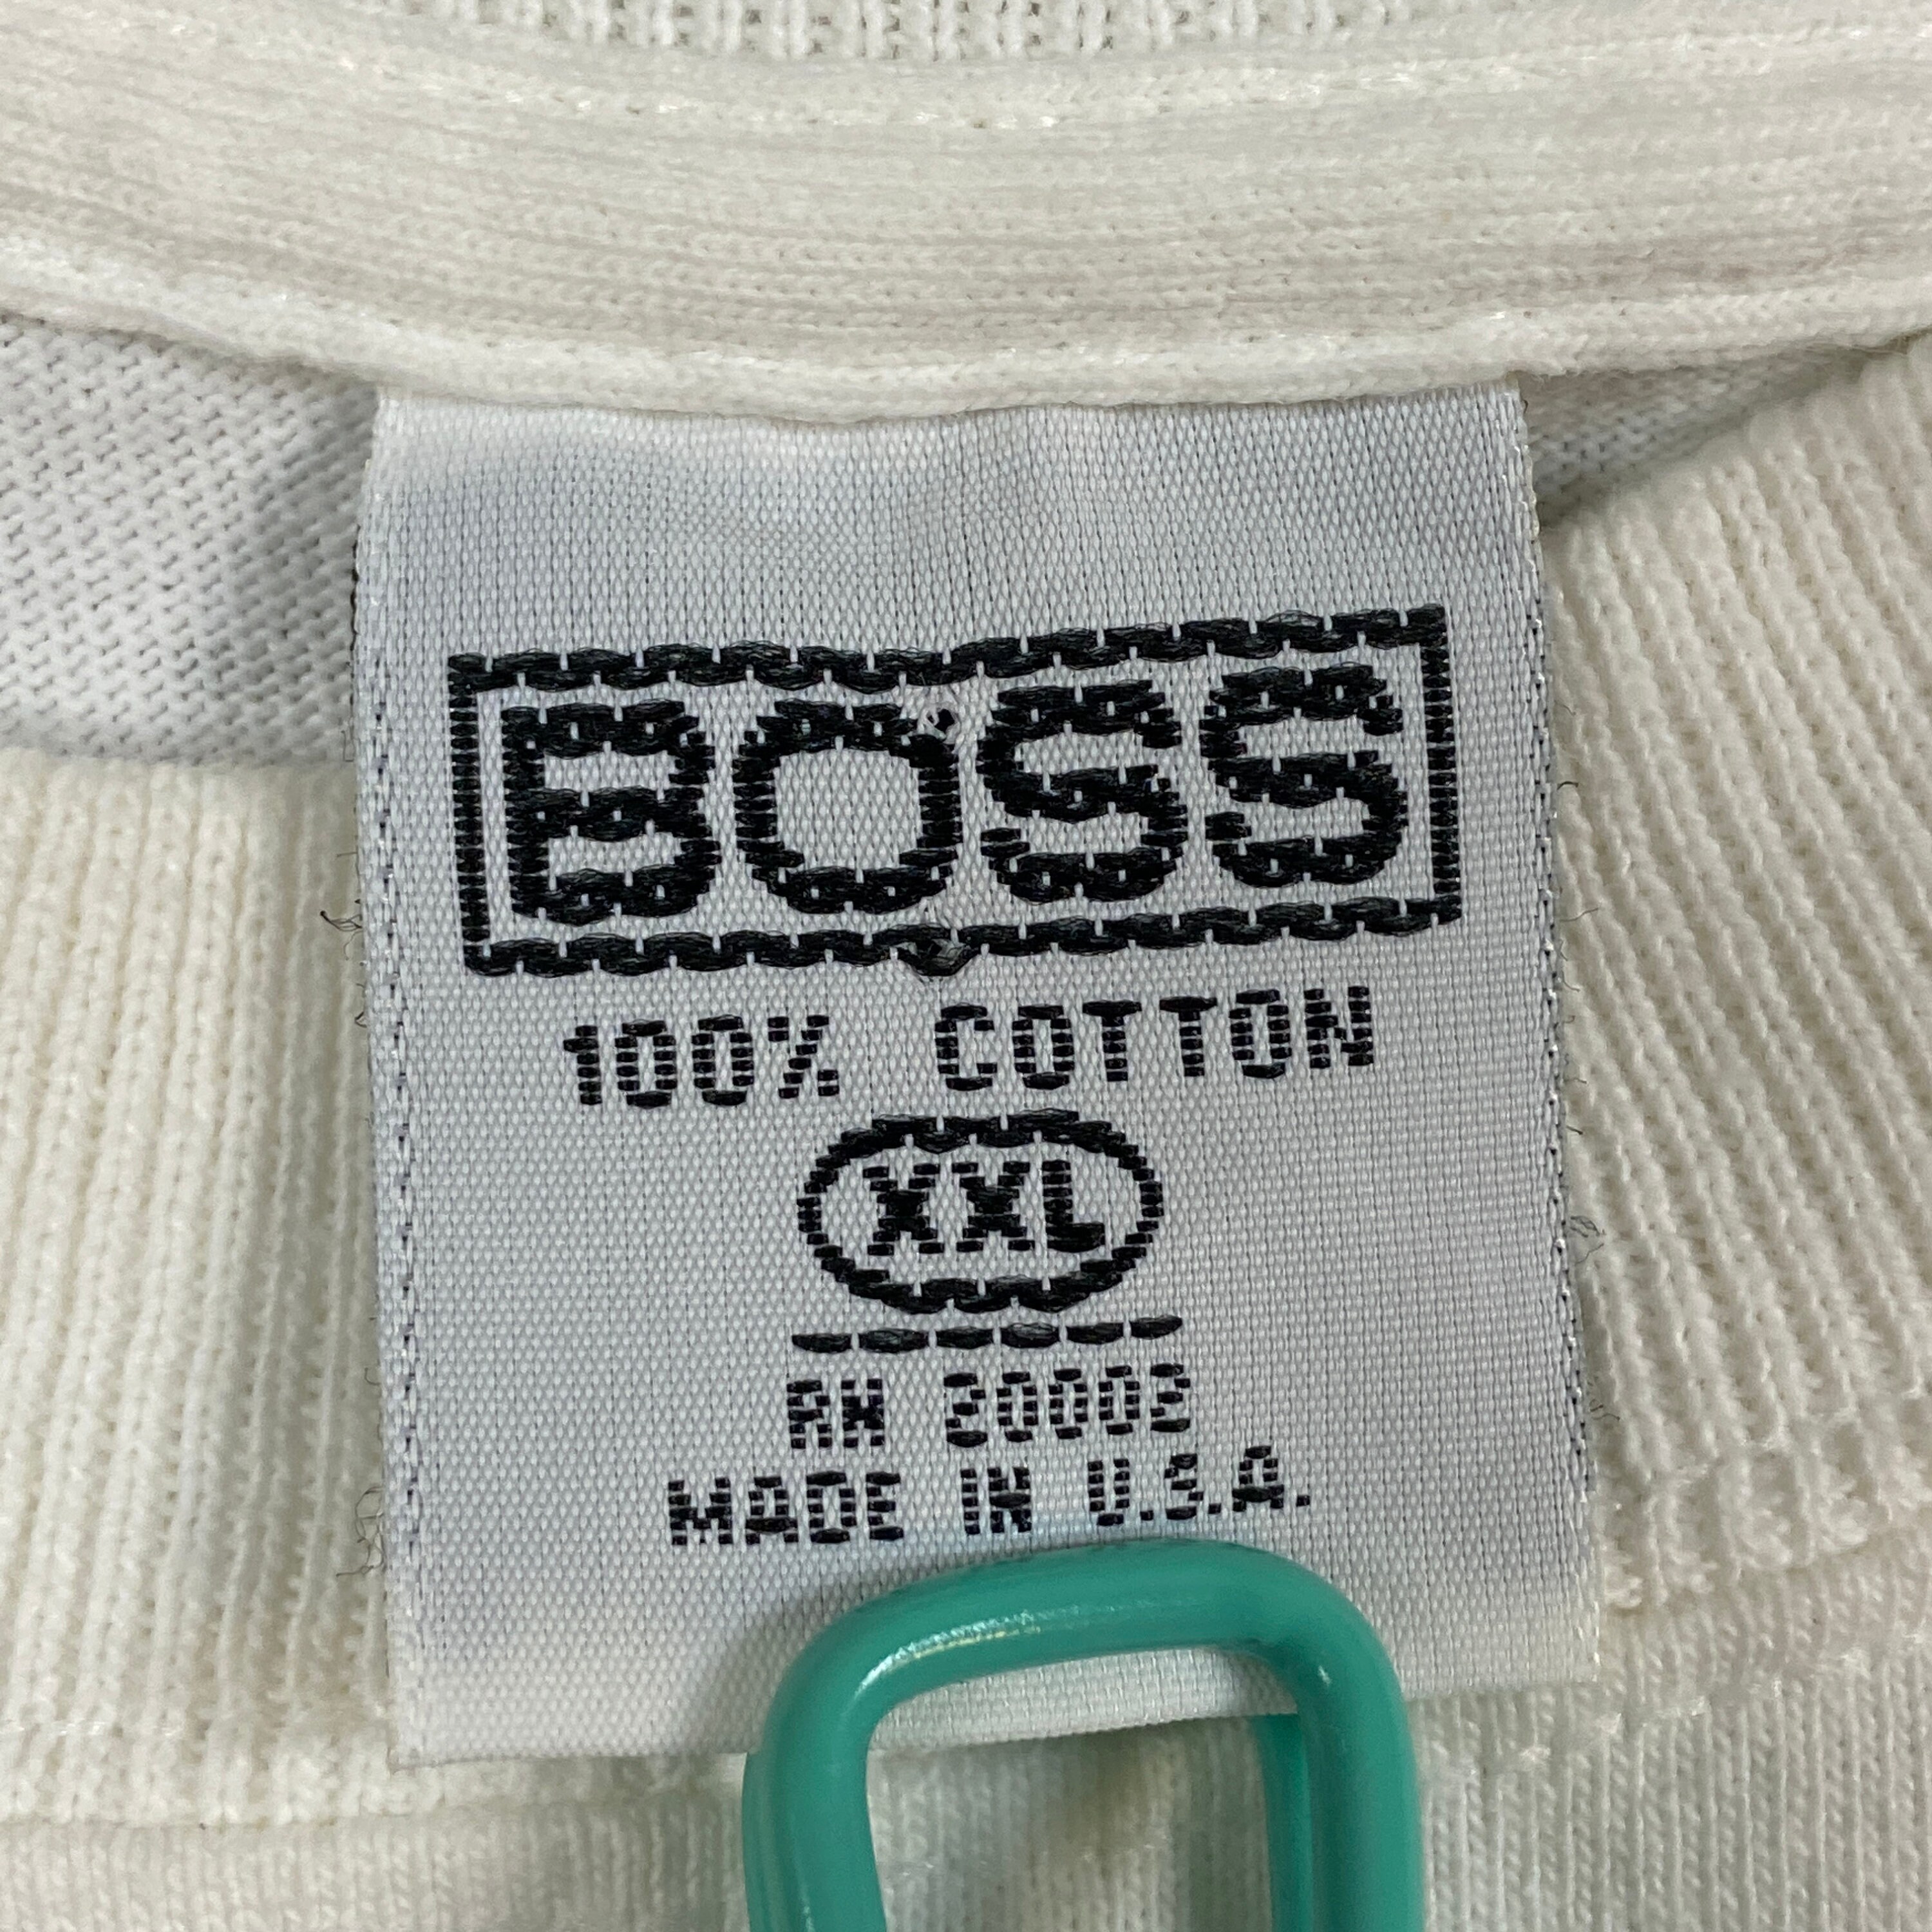 BOSS
100% COTTON
XXL
RN 20002
MADE IN U.S.A.